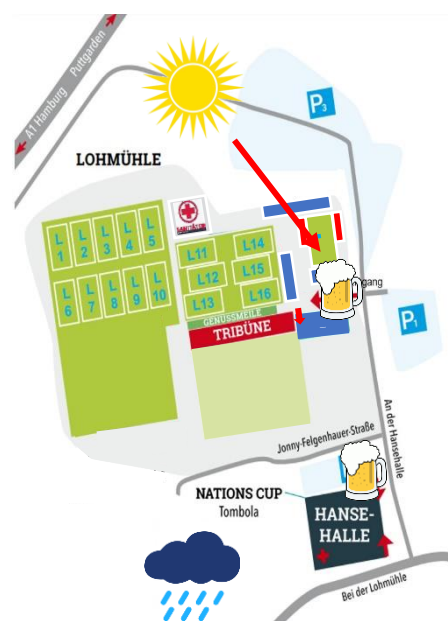 Puttgarden
A1 Hamburg
P3
LOHMÜHLE
L
1
L
2
L
3
L
4
L
5
L
6
L
7
L
8
L
9
L
10
L11
L14
L12
L15
L13
L16
GENUSSMEILE
TRIBÜNE
gang
P1
An der Hansehalle
Jonny-Felgenhauer-Straße
NATIONS CUP
Tombola
HANSE-
HALLE
Bei der Lohmühle